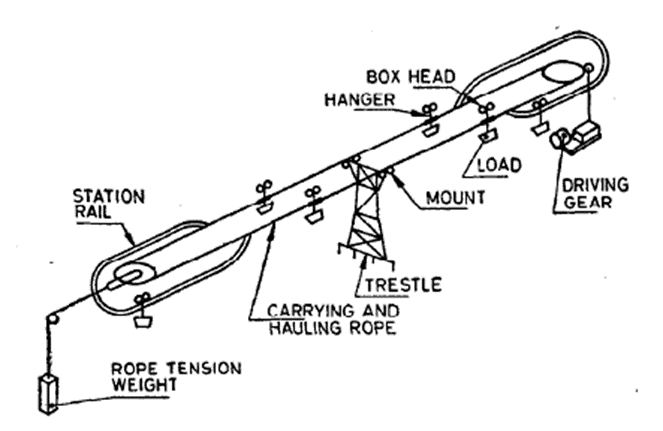 BOX HEAD
HANGER
LOAD
DRIVING
GEAR
STATION
RAIL
MOUNT
TRESTLE
CARRYING AND
HAULING ROPE
ROPE TENSION
WEIGHT